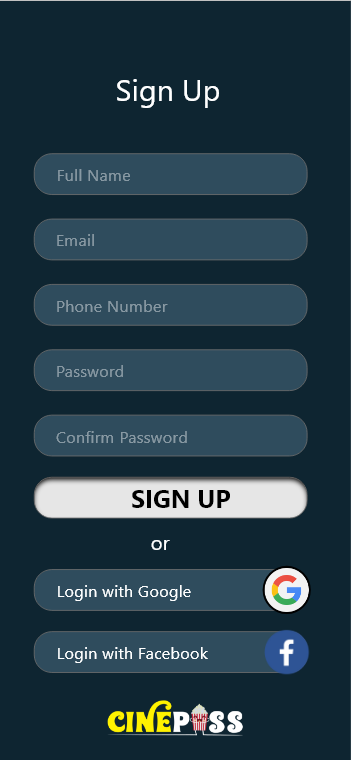 Sign Up
Full Name
Email
Phone Number
Password
Confirm Password
SIGN UP
or
Login with Google
Login with Facebook
CINEPASS